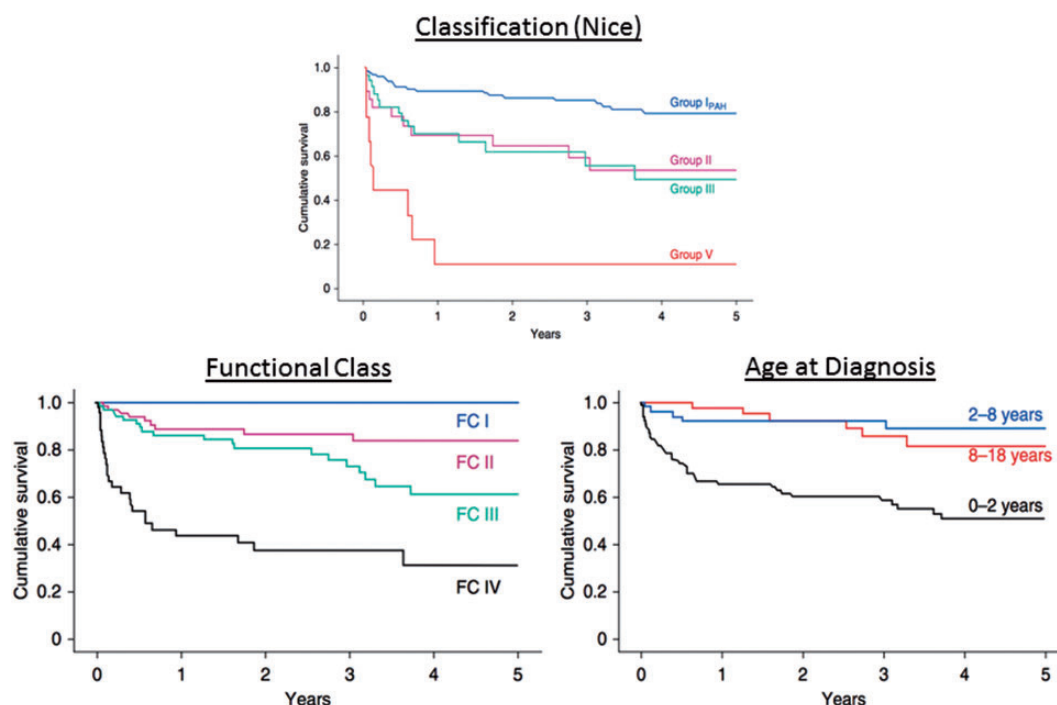 Classification (Nice)
Cumulative survival
1.0
0.8
0.6
0.4
0.2
0
Group I PAH
Group II
Group III
Group V
0 1 2 3 4 5
Years
Functional Class
Cumulative survival
1.0
0.8
0.6
0.4
0.2
0
FC I
FC II
FC III
FC IV
0 1 2 3 4 5
Years
Age at Diagnosis
Cumulative survival
1.0
0.8
0.6
0.4
0.2
0
2–8 years
8–18 years
0–2 years
0 1 2 3 4 5
Years